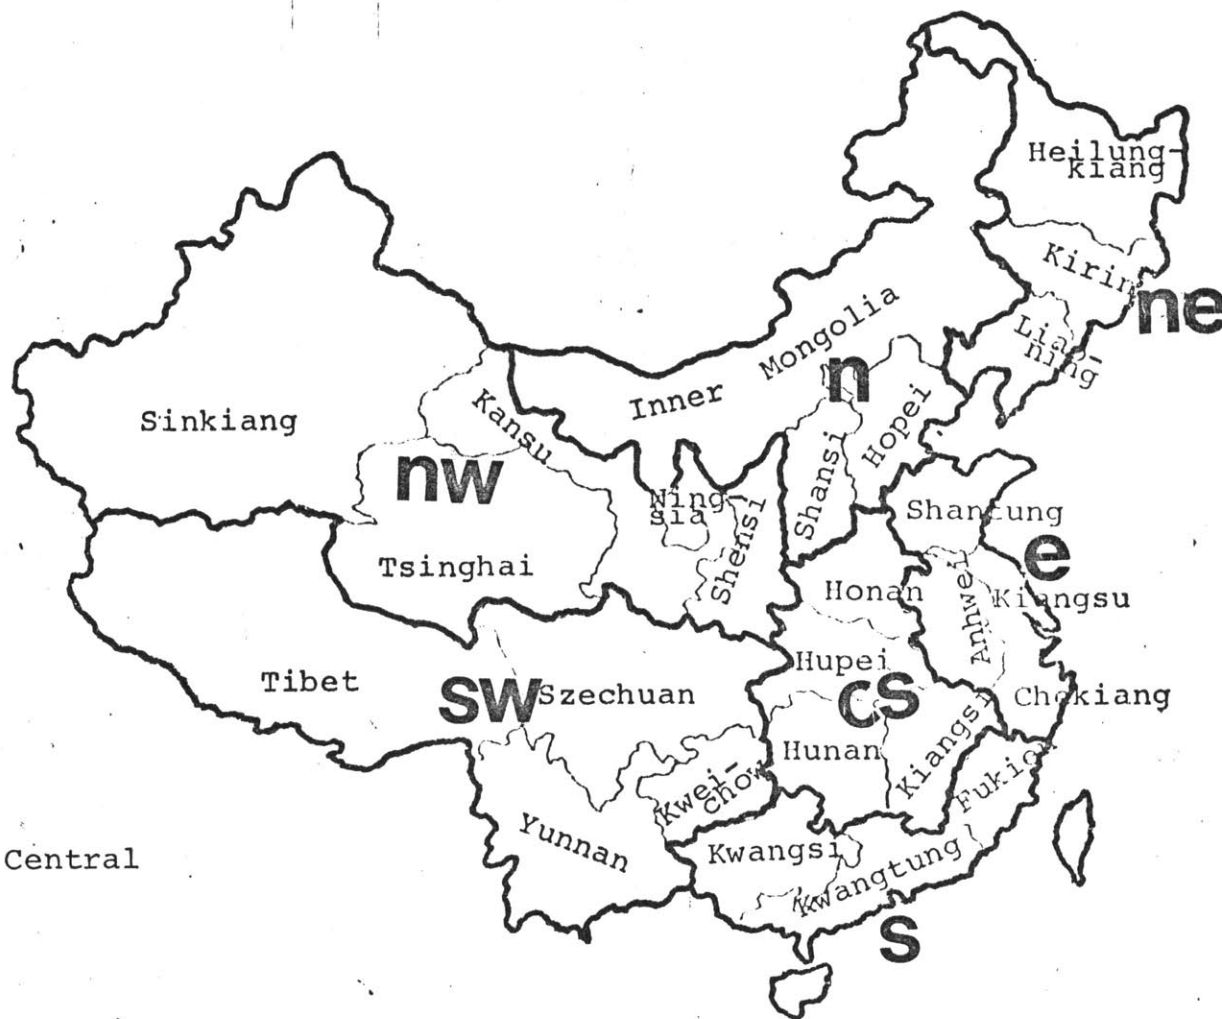 Heilung-
kiang
Kirin
ne
Liao-
ning
Inner Mongolia
n
Hopei
Shansi
Sinkiang
Kansu
nw
Ning-
sia
Shensi
Tsinghai
Shantung
e
Honan
Anhwei
Kiangsu
Tibet
sw
Szechuan
Hupei
cs
Chekiang
Hunan
Kiangsi
Kwei-
chow
Fukien
Yunnan
Kwangsi
Kwangtung
Central
s